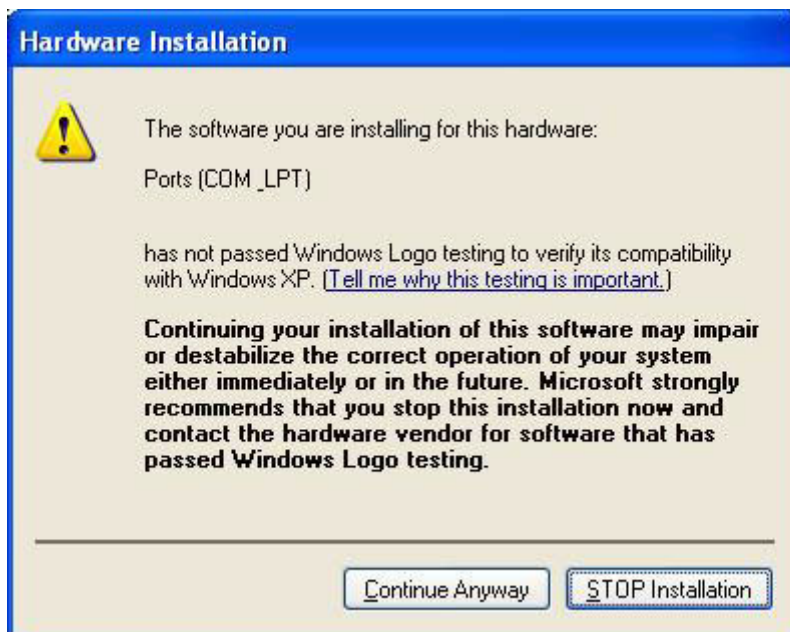 Hardware Installation
The software you are installing for this hardware:
Ports (COM _LPT)
has not passed Windows Logo testing to verify its compatibility
with Windows XP. (Tell me why this testing is important.)
Continuing your installation of this software may impair
or destabilize the correct operation of your system
either immediately or in the future. Microsoft strongly
recommends that you stop this installation now and
contact the hardware vendor for software that has
passed Windows Logo testing.
Continue Anyway
STOP Installation